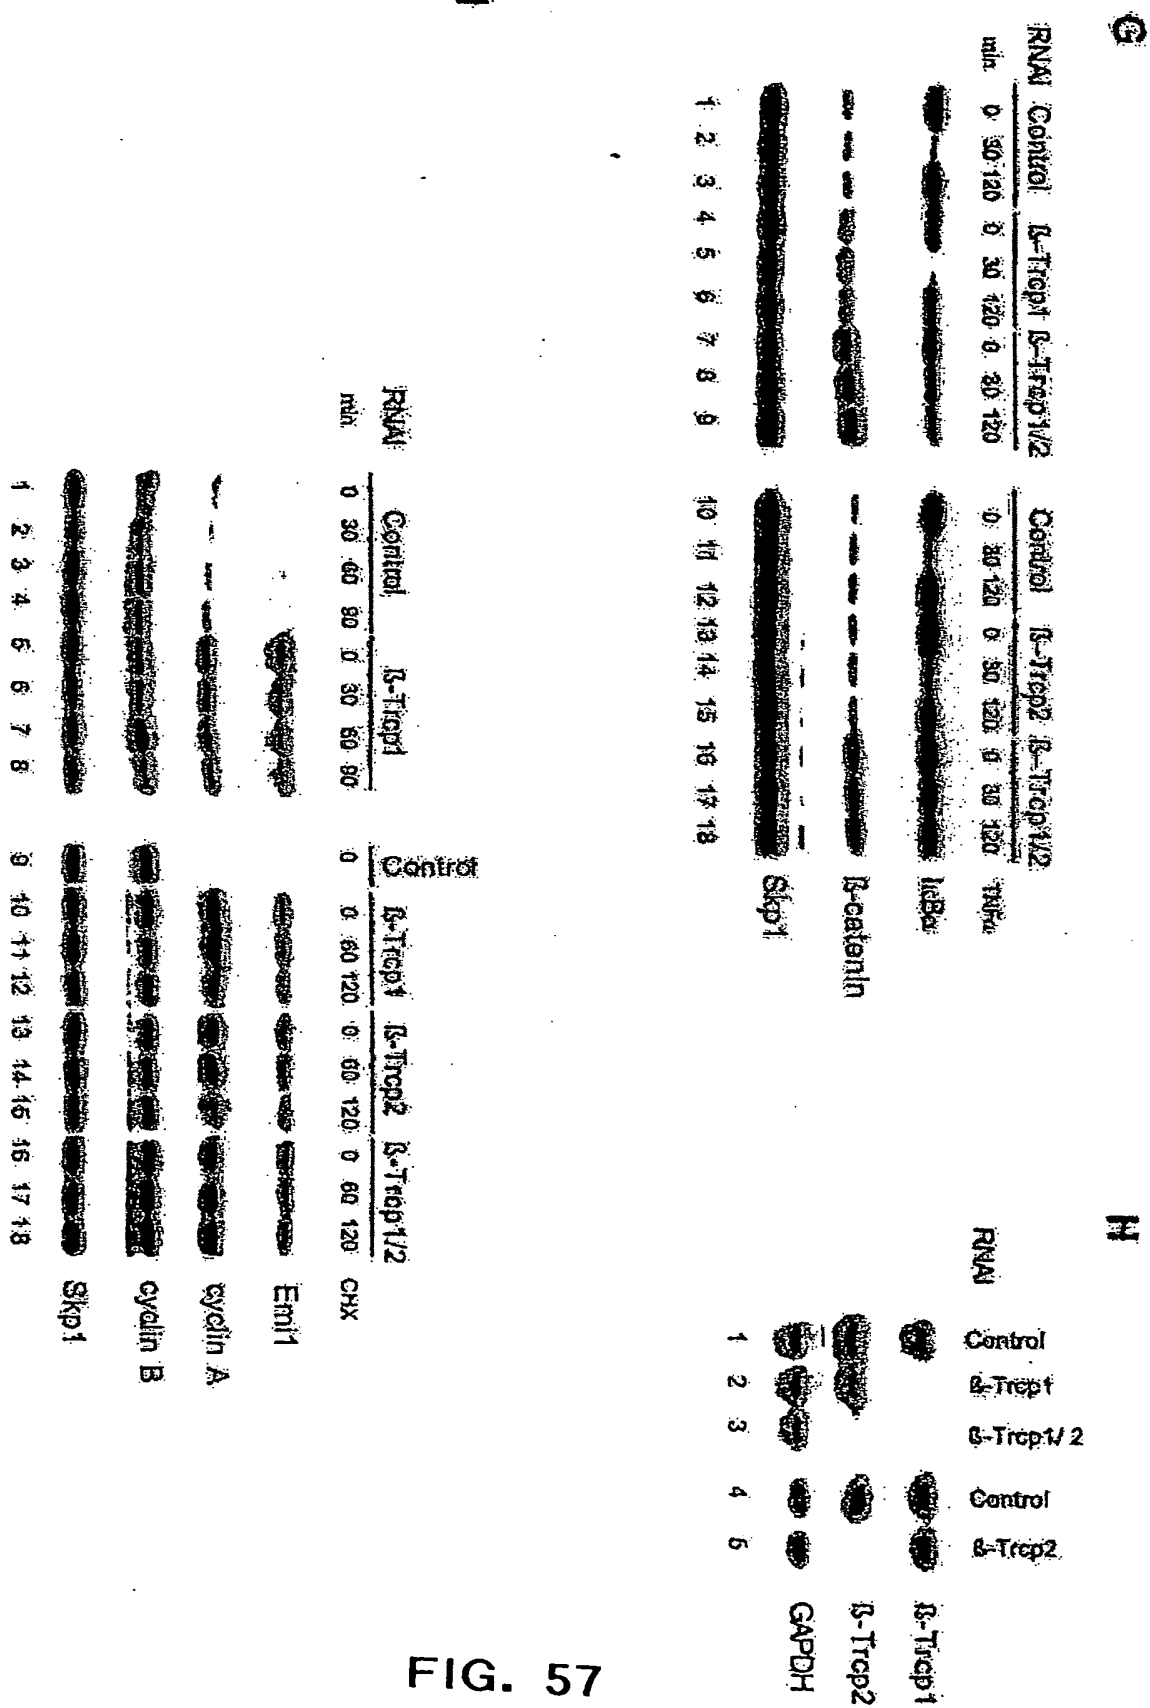 G
RNAi Control ß-Trcp1 ß-Trcp1/2 Control ß-Trcp2 ß-Trcp1/2
min. 0 30 120 0 30 120 0 30 120 0 30 120 0 30 120 0 30 120 TNFα
IκBα
ß-catenin
Skp1
1 2 3 4 5 6 7 8 9 10 11 12 13 14 15 16 17 18
H
RNAi Control ß-Trcp1 ß-Trcp1/2 Control ß-Trcp2
ß-Trcp1
ß-Trcp2
GAPDH
1 2 3 4 5
RNAi Control ß-Trcp1 Control ß-Trcp1 ß-Trcp2 ß-Trcp1/2
min. 0 30 60 90 0 30 60 90 0 0 60 120 0 60 120 0 60 120 CHX
Emi1
cyclin A
cyclin B
Skp1
1 2 3 4 5 6 7 8 9 10 11 12 13 14 15 16 17 18
FIG. 57